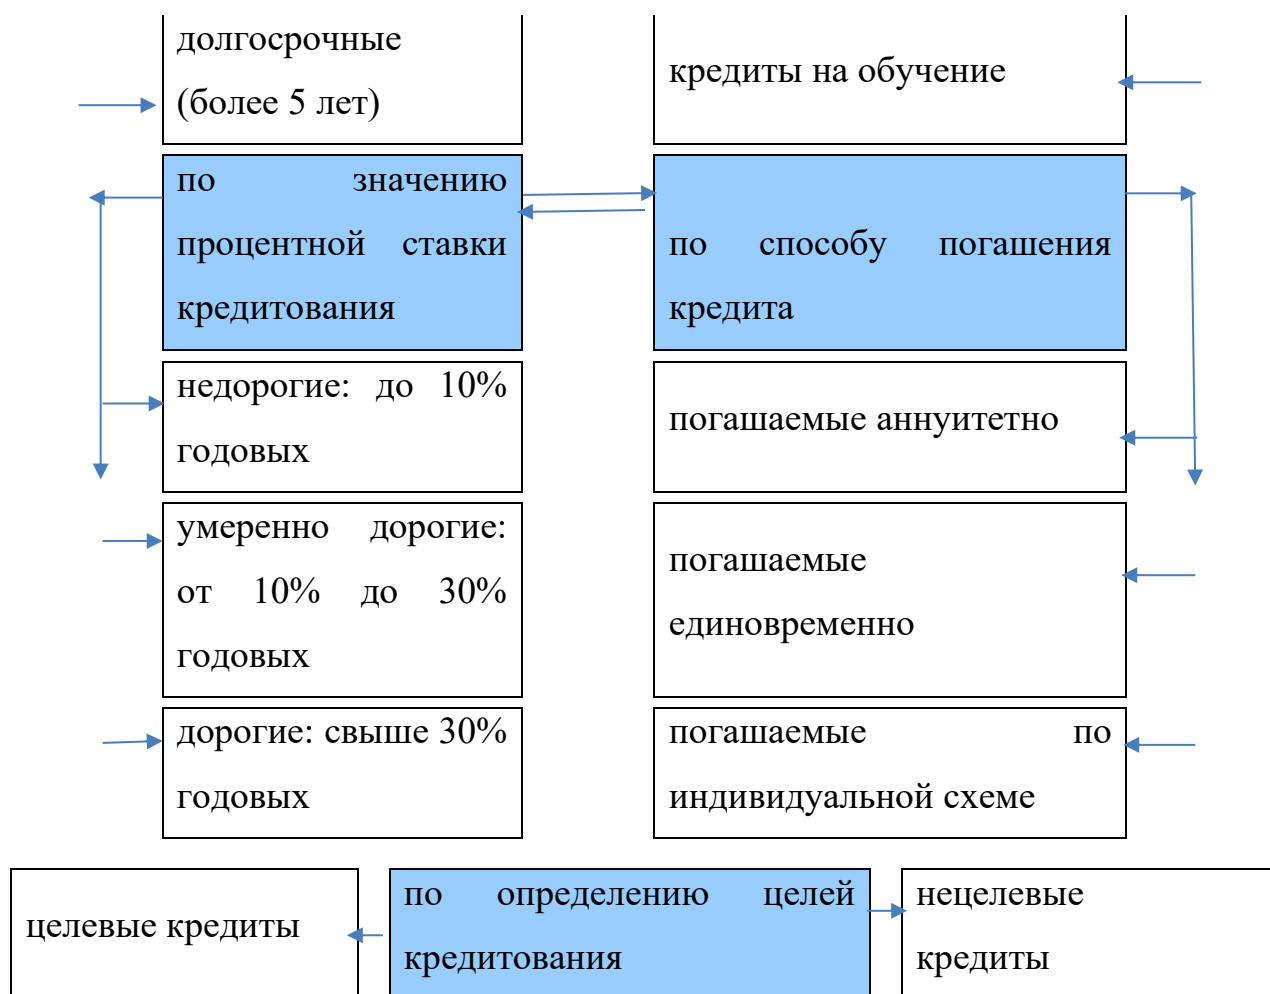 долгосрочные
(более 5 лет)
кредиты на обучение
по значению
процентной ставки
кредитования
по способу погашения
кредита
недорогие: до 10%
годовых
погашаемые аннуитетно
умеренно дорогие:
от 10% до 30%
годовых
погашаемые
единовременно
дорогие: свыше 30%
годовых
погашаемые по
индивидуальной схеме
целевые кредиты
по определению целей
кредитования
нецелевые
кредиты